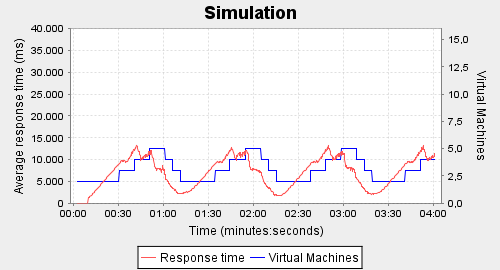 Simulation
Average response time (ms)
40.000
35.000
30.000
25.000
20.000
15.000
10.000
5.000
0
15,0
12,5
10,0
7,5
5,0
2,5
0,0
Virtual Machines
00:00 00:30 01:00 01:30 02:00 02:30 03:00 03:30 04:00
Time (minutes:seconds)
Response time Virtual Machines